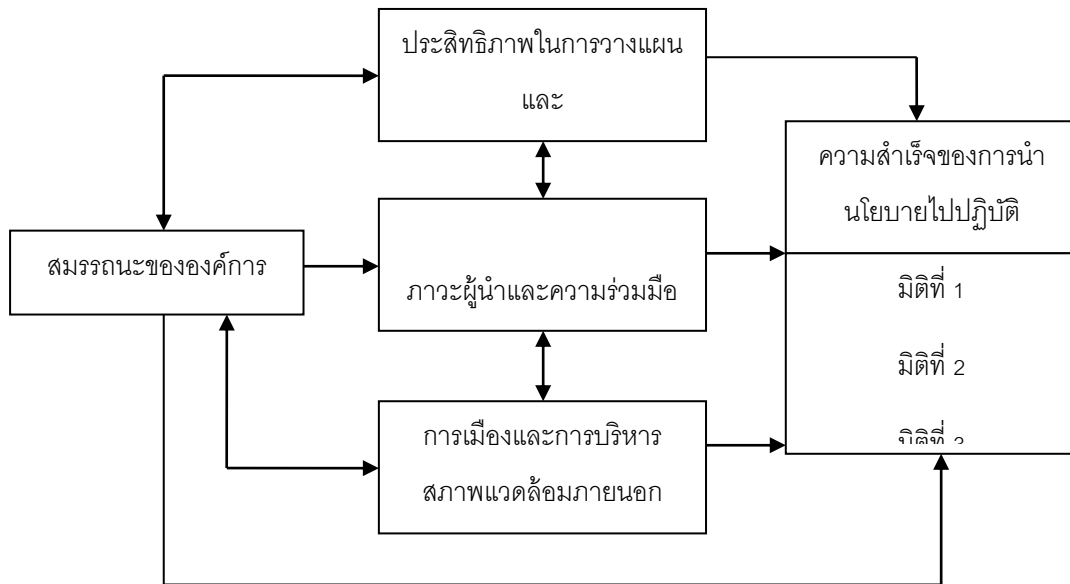 ประสิทธิภาพในการวางแผน
และ
ความสำเร็จของการนำ
นโยบายไปปฏิบัติ
สมรรถนะขององค์การ
ภาวะผู้นำและความร่วมมือ
มิติที่ 1
มิติที่ 2
มิติที่ 3
การเมืองและการบริหาร
สภาพแวดล้อมภายนอก